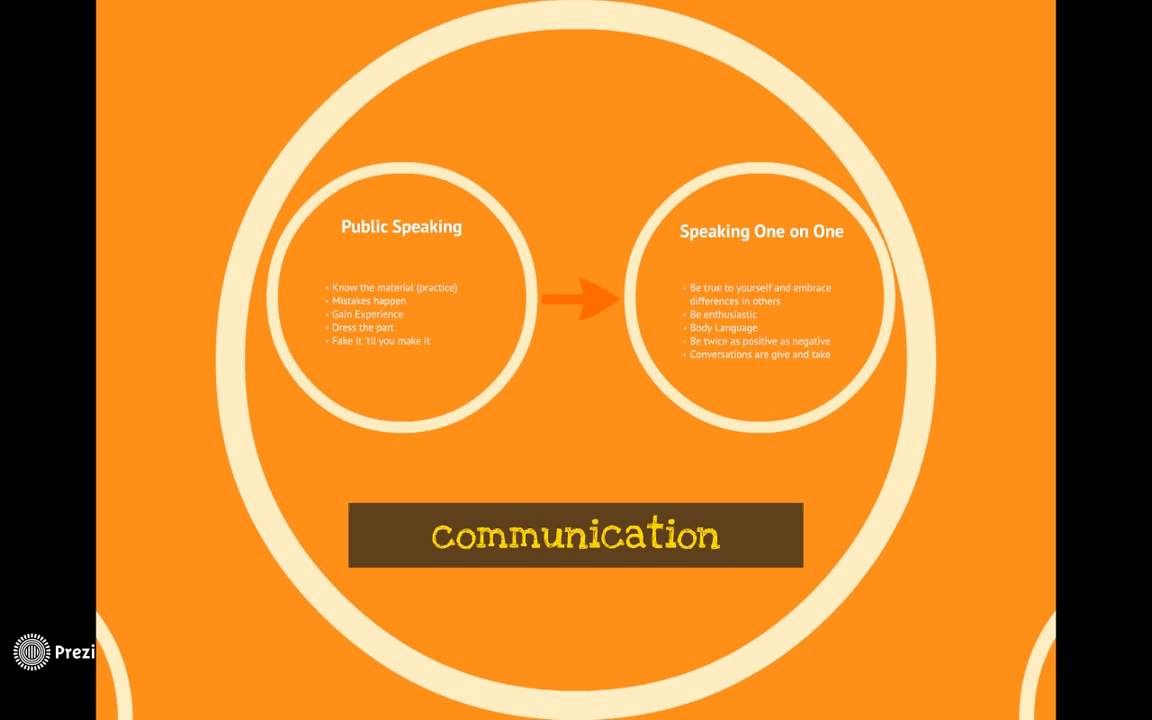 Public Speaking
• Know the material (practice)
• Mistakes happen
• Gain Experience
• Dress the part
• Fake it 'til you make it
Speaking One on One
• Be true to yourself and embrace
differences in others
• Be enthusiastic
• Body Language
• Be twice as positive as negative
• Conversations are give and take
communication
Prezi